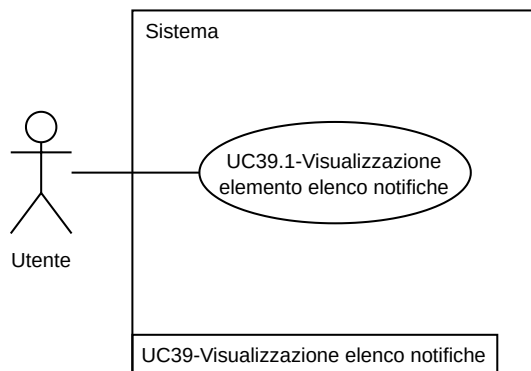 Sistema
UC39.1-Visualizzazione
elemento elenco notifiche
Utente
UC39-Visualizzazione elenco notifiche